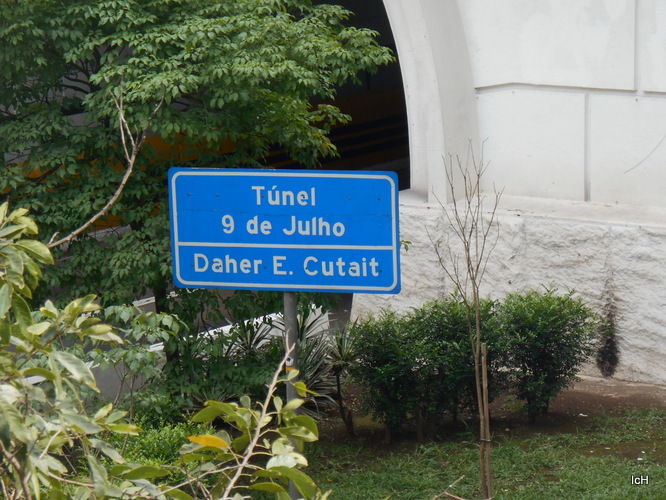 Túnel
9 de Julho
Daher E. Cutait
IcH